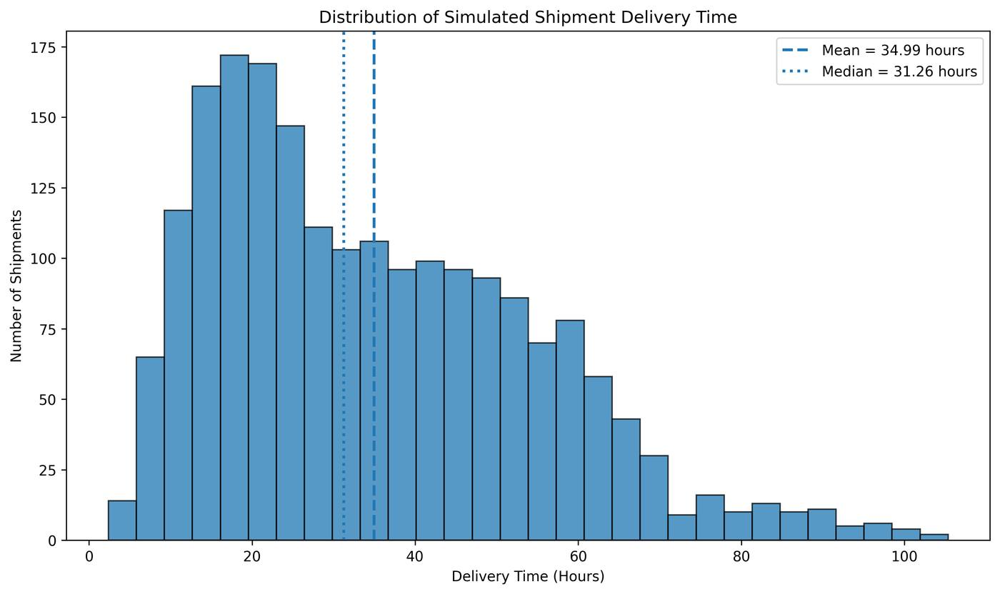 Distribution of Simulated Shipment Delivery Time
Mean = 34.99 hours
Median = 31.26 hours
175
150
125
100
75
50
25
0
Number of Shipments
0 20 40 60 80 100
Delivery Time (Hours)